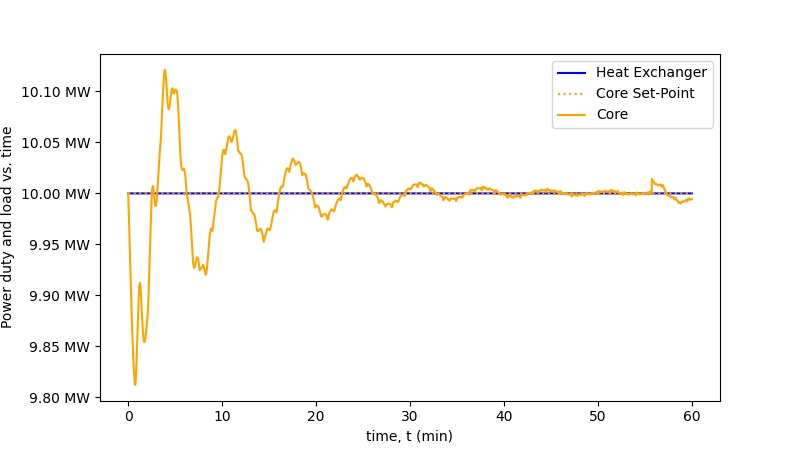 Power duty and load vs. time
10.10 MW
10.05 MW
10.00 MW
9.95 MW
9.90 MW
9.85 MW
9.80 MW
Heat Exchanger
Core Set-Point
Core
0 10 20 30 40 50 60
time, t (min)